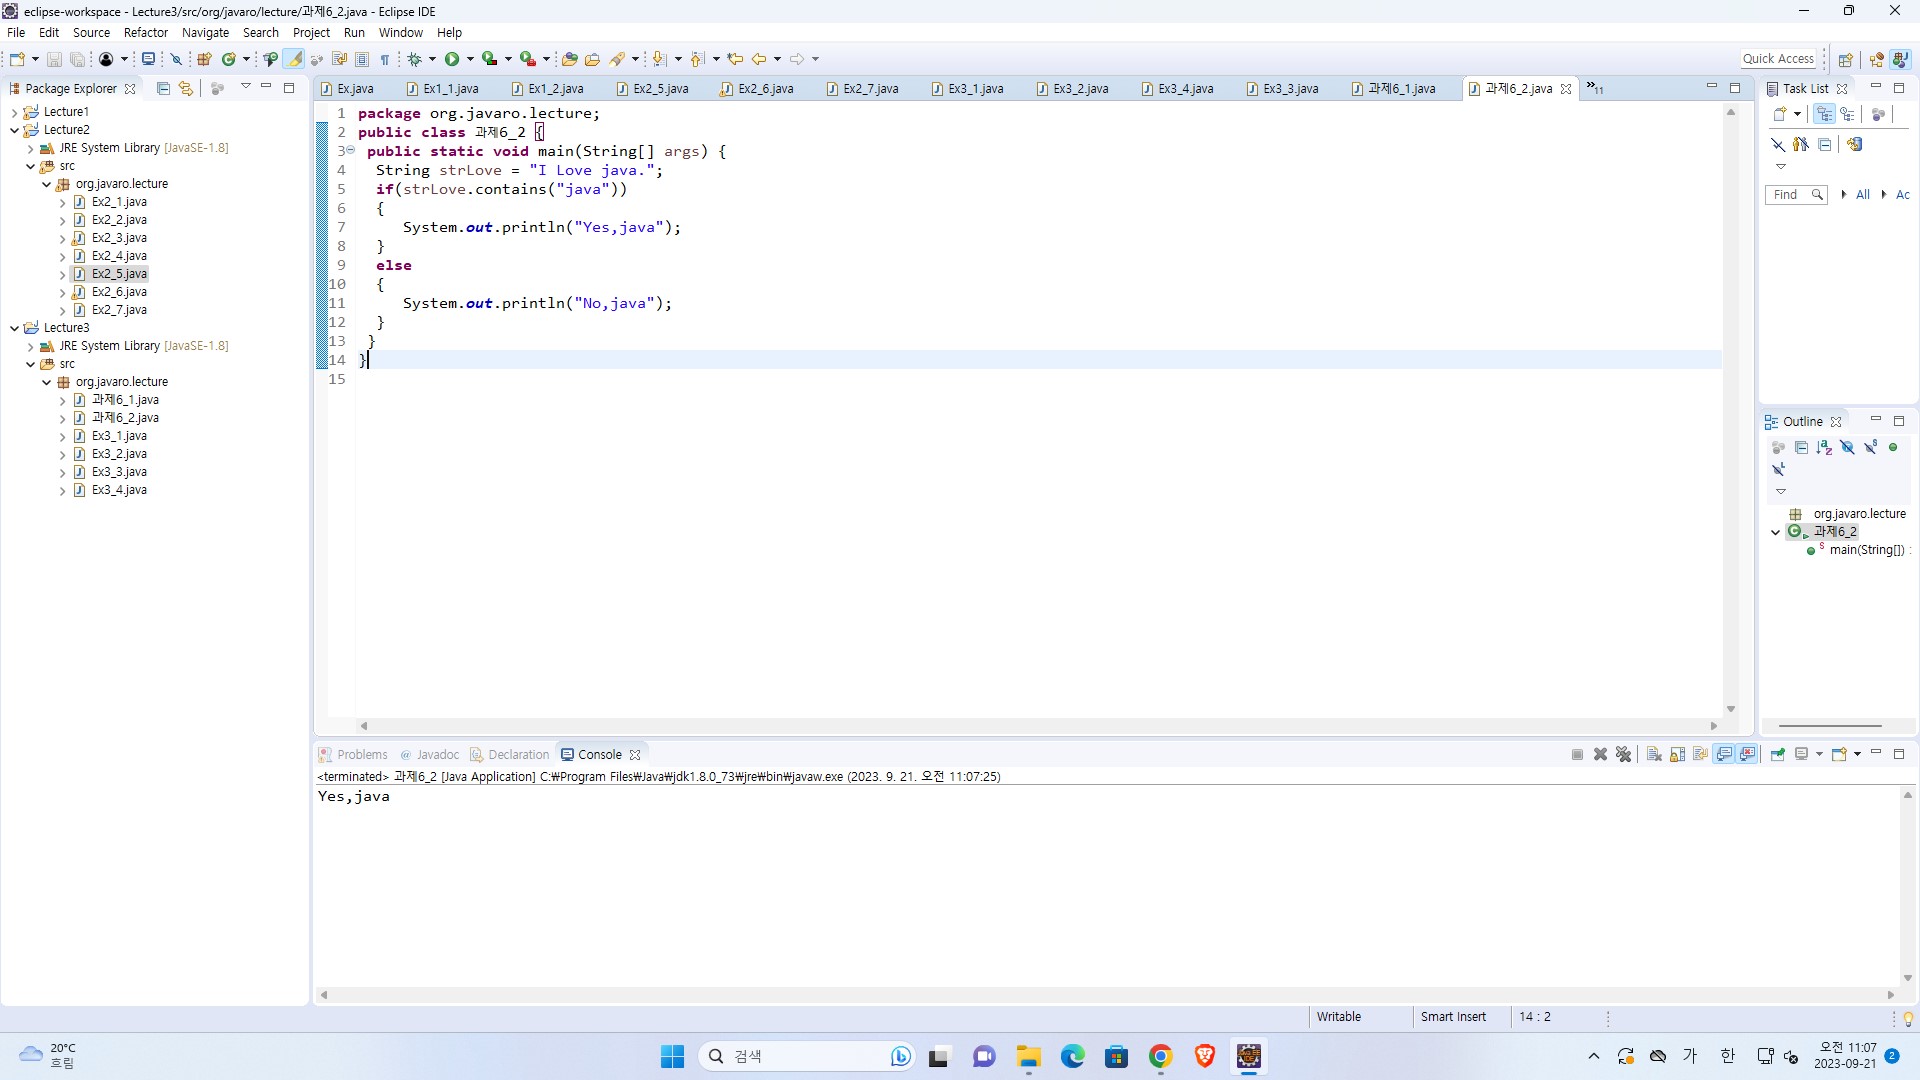 eclipse-workspace - Lecture3/src/org/javaro/lecture/과제6_2.java - Eclipse IDE
File Edit Source Refactor Navigate Search Project Run Window Help
Quick Access
Package Explorer
Lecture1
Lecture2
JRE System Library [JavaSE-1.8]
src
org.javaro.lecture
Ex2_1.java
Ex2_2.java
Ex2_3.java
Ex2_4.java
Ex2_5.java
Ex2_6.java
Ex2_7.java
Lecture3
JRE System Library [JavaSE-1.8]
src
org.javaro.lecture
과제6_1.java
과제6_2.java
Ex3_1.java
Ex3_2.java
Ex3_3.java
Ex3_4.java
Ex.java Ex1_1.java Ex1_2.java Ex2_5.java Ex2_6.java Ex2_7.java Ex3_1.java Ex3_2.java Ex3_4.java Ex3_3.java 과제6_1.java 과제6_2.java »11
1 package org.javaro.lecture;
2 public class 과제6_2 {
3 public static void main(String[] args) {
4 String strLove = "I Love java.";
5 if(strLove.contains("java"))
6 {
7 System.out.println("Yes,java");
8 }
9 else
10 {
11 System.out.println("No,java");
12 }
13 }
14 }
15
Task List
Find All Ac
Outline
org.javaro.lecture
과제6_2
main(String[]) :
Problems @ Javadoc Declaration Console
<terminated> 과제6_2 [Java Application] C:₩Program Files₩Java₩jdk1.8.0_73₩jre₩bin₩javaw.exe (2023. 9. 21. 오전 11:07:25)
Yes,java
Writable Smart Insert 14 : 2
20°C
흐림
검색
가 한
오전 11:07
2023-09-21
2